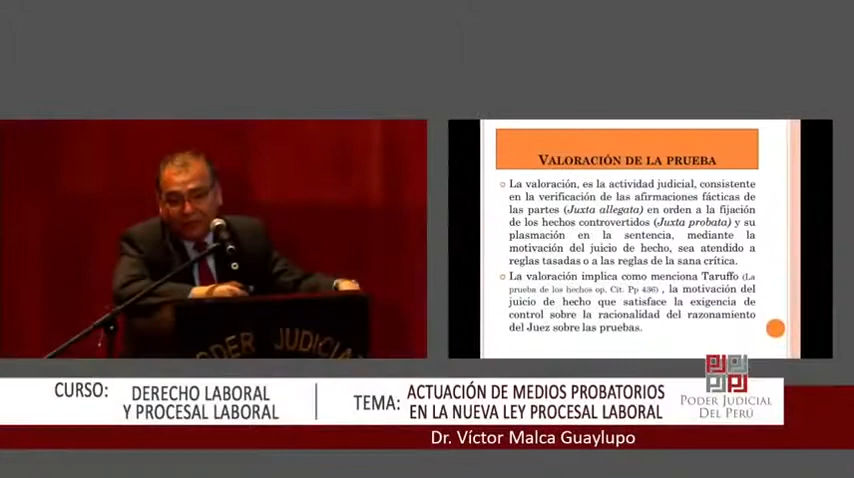 VALORACIÓN DE LA PRUEBA
La valoración, es la actividad judicial, consistente
en la verificación de las afirmaciones fácticas de
las partes (Juxta allegata) en orden a la fijación
de los hechos controvertidos (Juxta probata) y su
plasmación en la sentencia, mediante la
motivación del juicio de hecho, sea atendido a
reglas tasadas o a las reglas de la sana crítica.
La valoración implica como menciona Taruffo (La
prueba de los hechos op. Cit. Pp 436) , la motivación del
juicio de hecho que satisface la exigencia de
control sobre la racionalidad del razonamiento
del Juez sobre las pruebas.
PODER JUDICIAL
CURSO:
DERECHO LABORAL
Y PROCESAL LABORAL
TEMA:
ACTUACIÓN DE MEDIOS PROBATORIOS
EN LA NUEVA LEY PROCESAL LABORAL
PODER JUDICIAL
DEL PERÚ
Dr. Víctor Malca Guaylupo